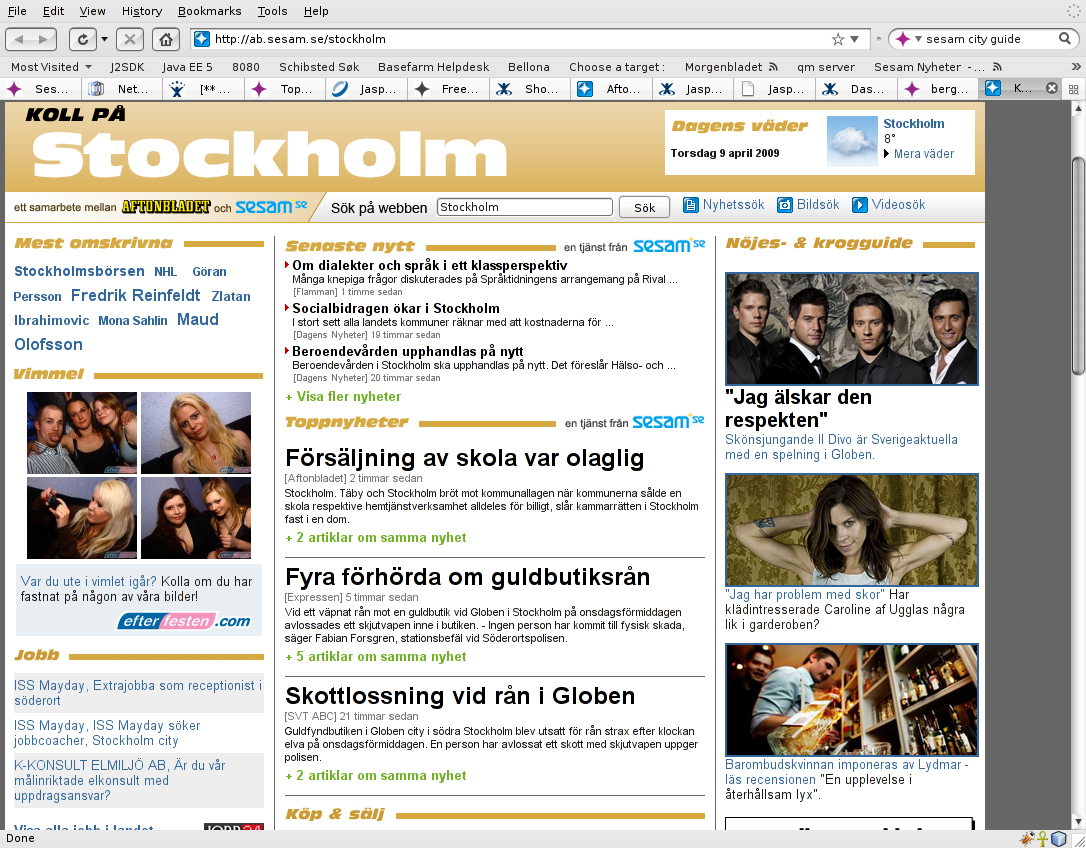 File Edit View History Bookmarks Tools Help
http://ab.sesam.se/stockholm
sesam city guide
Most Visited J2SDK Java EE 5 8080 Schibsted Søk Basefarm Helpdesk Bellona Choose a target : Morgenbladet qm server Sesam Nyheter - ... »
Ses... Net... [** ... Top... Jasp... Free... Sho... Afto... Jasp... Jasp... Das... berg... K...
KOLL PÅ
Stockholm
Dagens väder
Torsdag 9 april 2009
Stockholm
8°
Mera väder
ett samarbete mellan AFTONBLADET och sesam se
Sök på webben Stockholm Sök Nyhetssök Bildsök Videosök
Mest omskrivna
Stockholmsbörsen NHL Göran
Persson Fredrik Reinfeldt Zlatan
Ibrahimovic Mona Sahlin Maud
Olofsson
Vimmel
Var du ute i vimlet igår? Kolla om du har
fastnat på någon av våra bilder!
efterfesten.com
Jobb
ISS Mayday, Extrajobba som receptionist i
söderort
ISS Mayday, ISS Mayday söker
jobbcoacher, Stockholm city
K-KONSULT ELMILJÖ AB, Är du vår
målinriktade elkonsult med
uppdragsansvar?
Visa alla jobb i landet
Senaste nytt en tjänst från sesam se
Om dialekter och språk i ett klassperspektiv
Många knepiga frågor diskuterades på Språktidningens arrangemang på Rival ...
[Flamman] 1 timme sedan
Socialbidragen ökar i Stockholm
I stort sett alla landets kommuner räknar med att kostnaderna för ...
[Dagens Nyheter] 19 timmar sedan
Beroendevården upphandlas på nytt
Beroendevården i Stockholm ska upphandlas på nytt. Det föreslår Hälso- och ...
[Dagens Nyheter] 20 timmar sedan
+ Visa fler nyheter
Toppnyheter en tjänst från sesam se
Försäljning av skola var olaglig
[Aftonbladet] 2 timmar sedan
Stockholm. Täby och Stockholm bröt mot kommunallagen när kommunerna sålde en
skola respektive hemtjänstverksamhet alldeles för billigt, slår kammarrätten i Stockholm
fast i en dom.
+ 2 artiklar om samma nyhet
Fyra förhörda om guldbutiksrån
[Expressen] 5 timmar sedan
Vid ett väpnat rån mot en guldbutik vid Globen i Stockholm på onsdagsförmiddagen
avlossades ett skjutvapen inne i butiken. - Ingen person har kommit till fysisk skada,
säger Fabian Forsgren, stationsbefäl vid Söderortspolisen.
+ 5 artiklar om samma nyhet
Skottlossning vid rån i Globen
[SVT ABC] 21 timmar sedan
Guldfyndbutiken i Globen city i södra Stockholm blev utsatt för rån strax efter klockan
elva på onsdagsförmiddagen. En person har avlossat ett skott med skjutvapen uppger
polisen.
+ 2 artiklar om samma nyhet
Köp & sälj
Nöjes- & krogguide
"Jag älskar den
respekten"
Skönsjungande Il Divo är Sverigeaktuella
med en spelning i Globen.
"Jag har problem med skor" Har
klädintresserade Caroline af Ugglas några
lik i garderoben?
Barombudskvinnan imponeras av Lydmar -
läs recensionen "En upplevelse i
återhållsam lyx".
Done